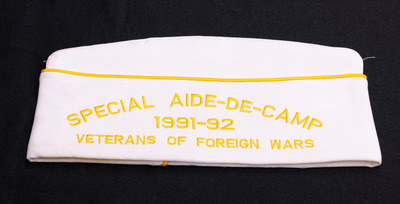 SPECIAL AIDE-DE-CAMP
1991-92
VETERANS OF FOREIGN WARS